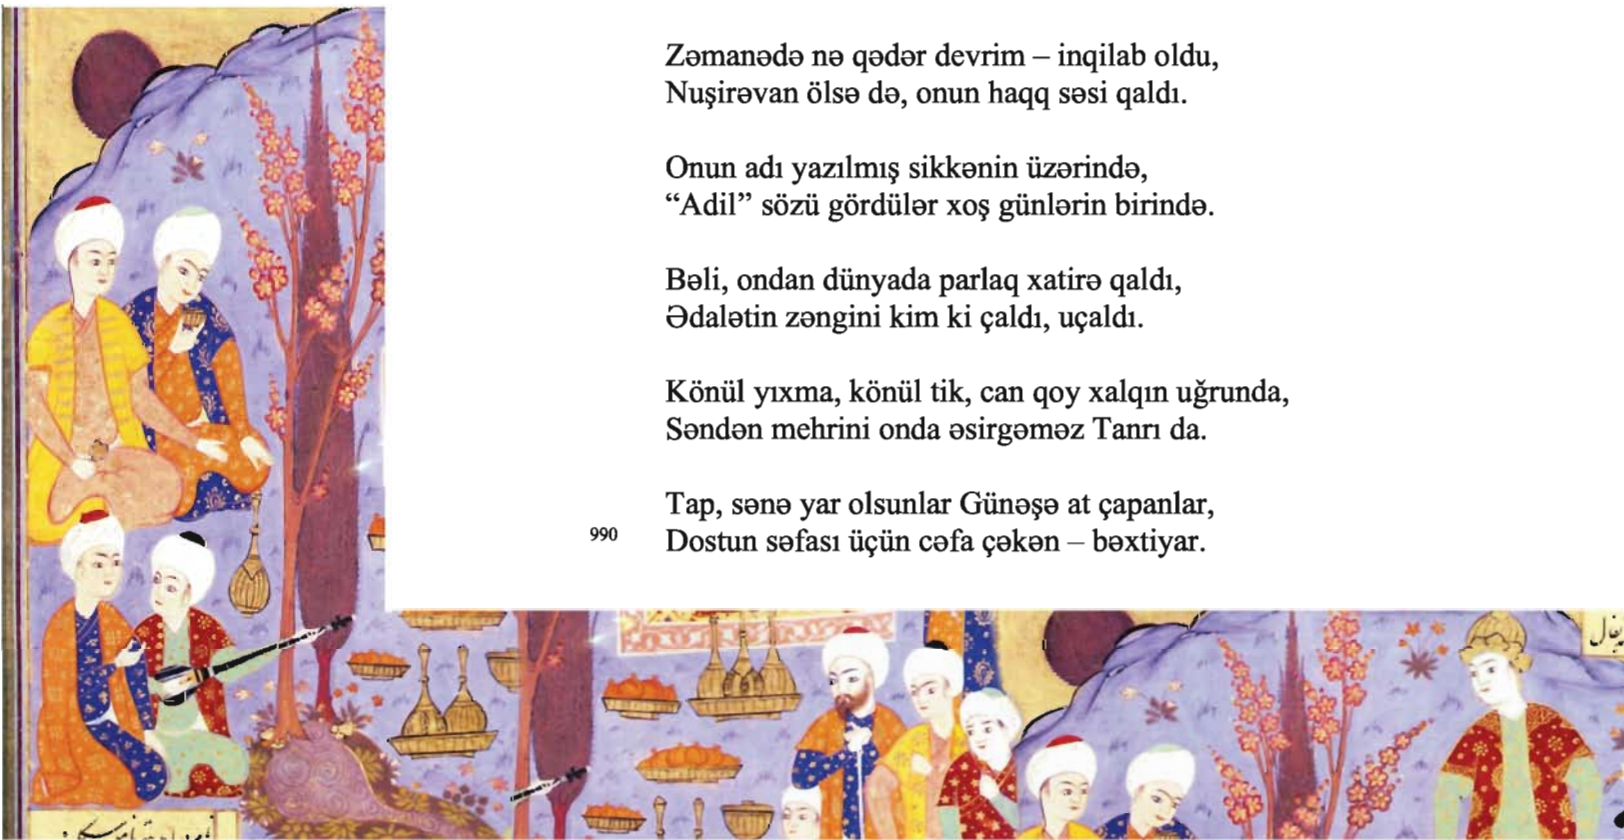 Zəmanədə nə qədər devrim – inqilab oldu,
Nuşirəvan ölsə də, onun haqq səsi qaldı.
Onun adı yazılmış sikkənin üzərində,
“Adil” sözü gördülər xoş günlərin birində.
Bəli, ondan dünyada parlaq xatirə qaldı,
Ədalətin zəngini kim ki çaldı, uçaldı.
Könül yıxma, könül tik, can qoy xalqın uğrunda,
Səndən mehrini onda əsirgəməz Tanrı da.
Tap, sənə yar olsunlar Günəşə at çapanlar,
990 Dostun səfası üçün cəfa çəkən – bəxtiyar.